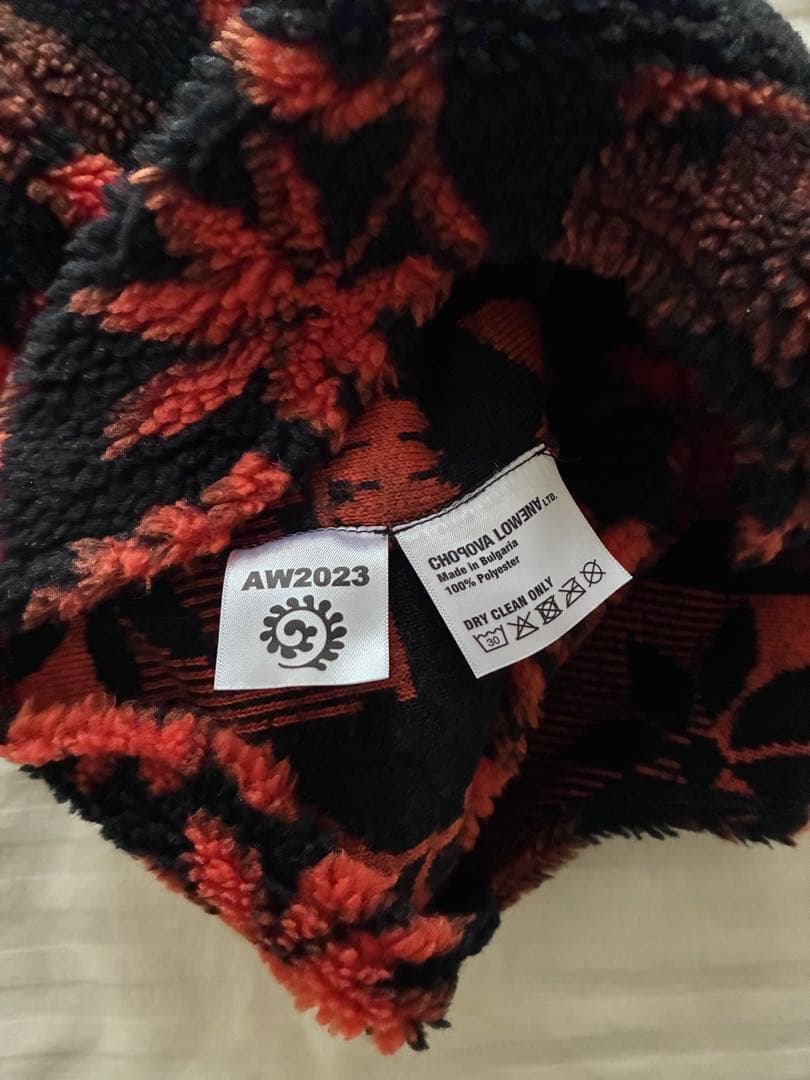 AW2023
CHOPOVA LOWENA LTD.
Made in Bulgaria
100% Polyester
DRY CLEAN ONLY
30